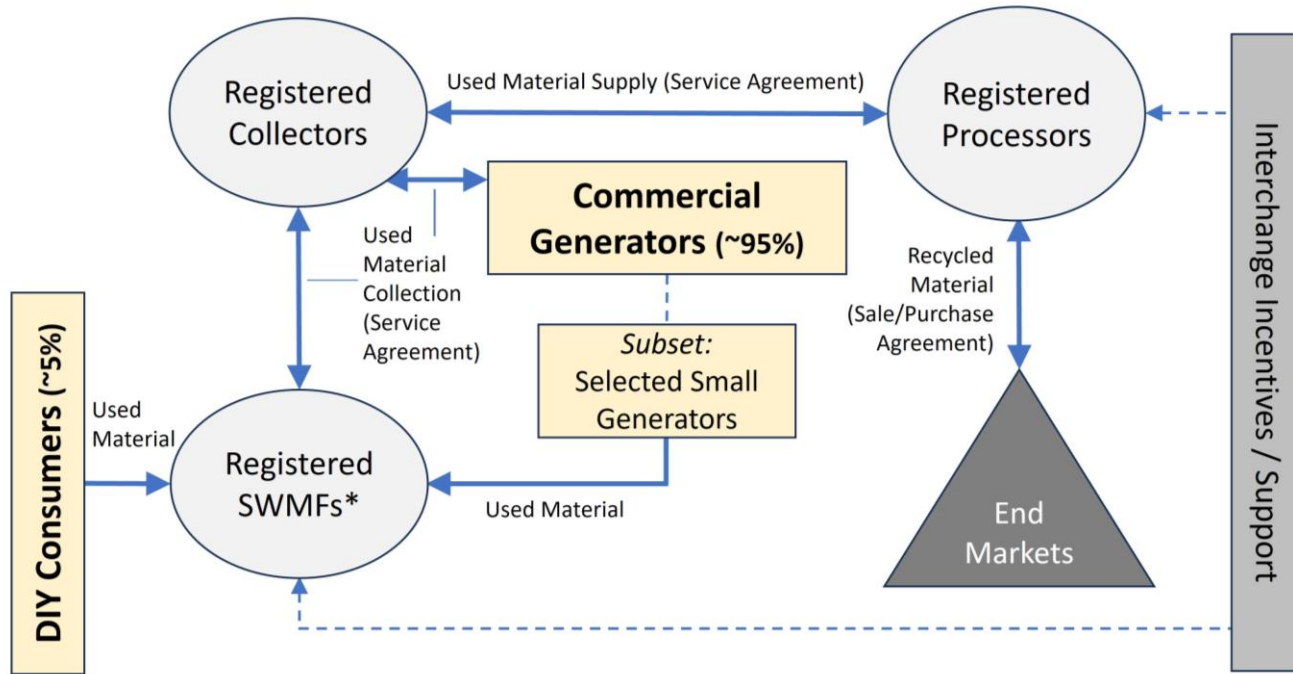 Registered
Collectors
Used Material Supply (Service Agreement)
Registered
Processors
Interchange Incentives / Support
Commercial
Generators (~95%)
Used
Material
Collection
(Service
Agreement)
Recycled
Material
(Sale/Purchase
Agreement)
Subset:
Selected Small
Generators
DIY Consumers (~5%)
Used
Material
Registered
SWMFs*
Used Material
End
Markets